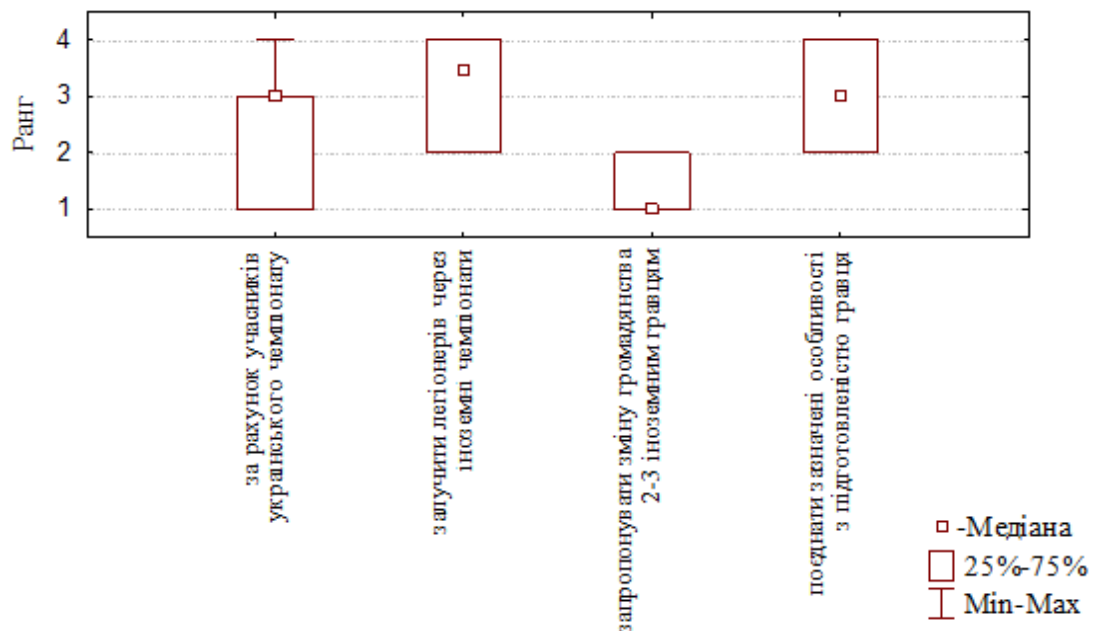 4
3
2
1
Ранг
за рахунок учасників
українського чемпіонату
залучити легіонерів через
іноземні чемпіонати
запропонувати зміну громадянства
2-3 іноземним гравцям
поєднати зазначені особливості
з підготовленістю гравця
-Медіана
25%-75%
Min-Max